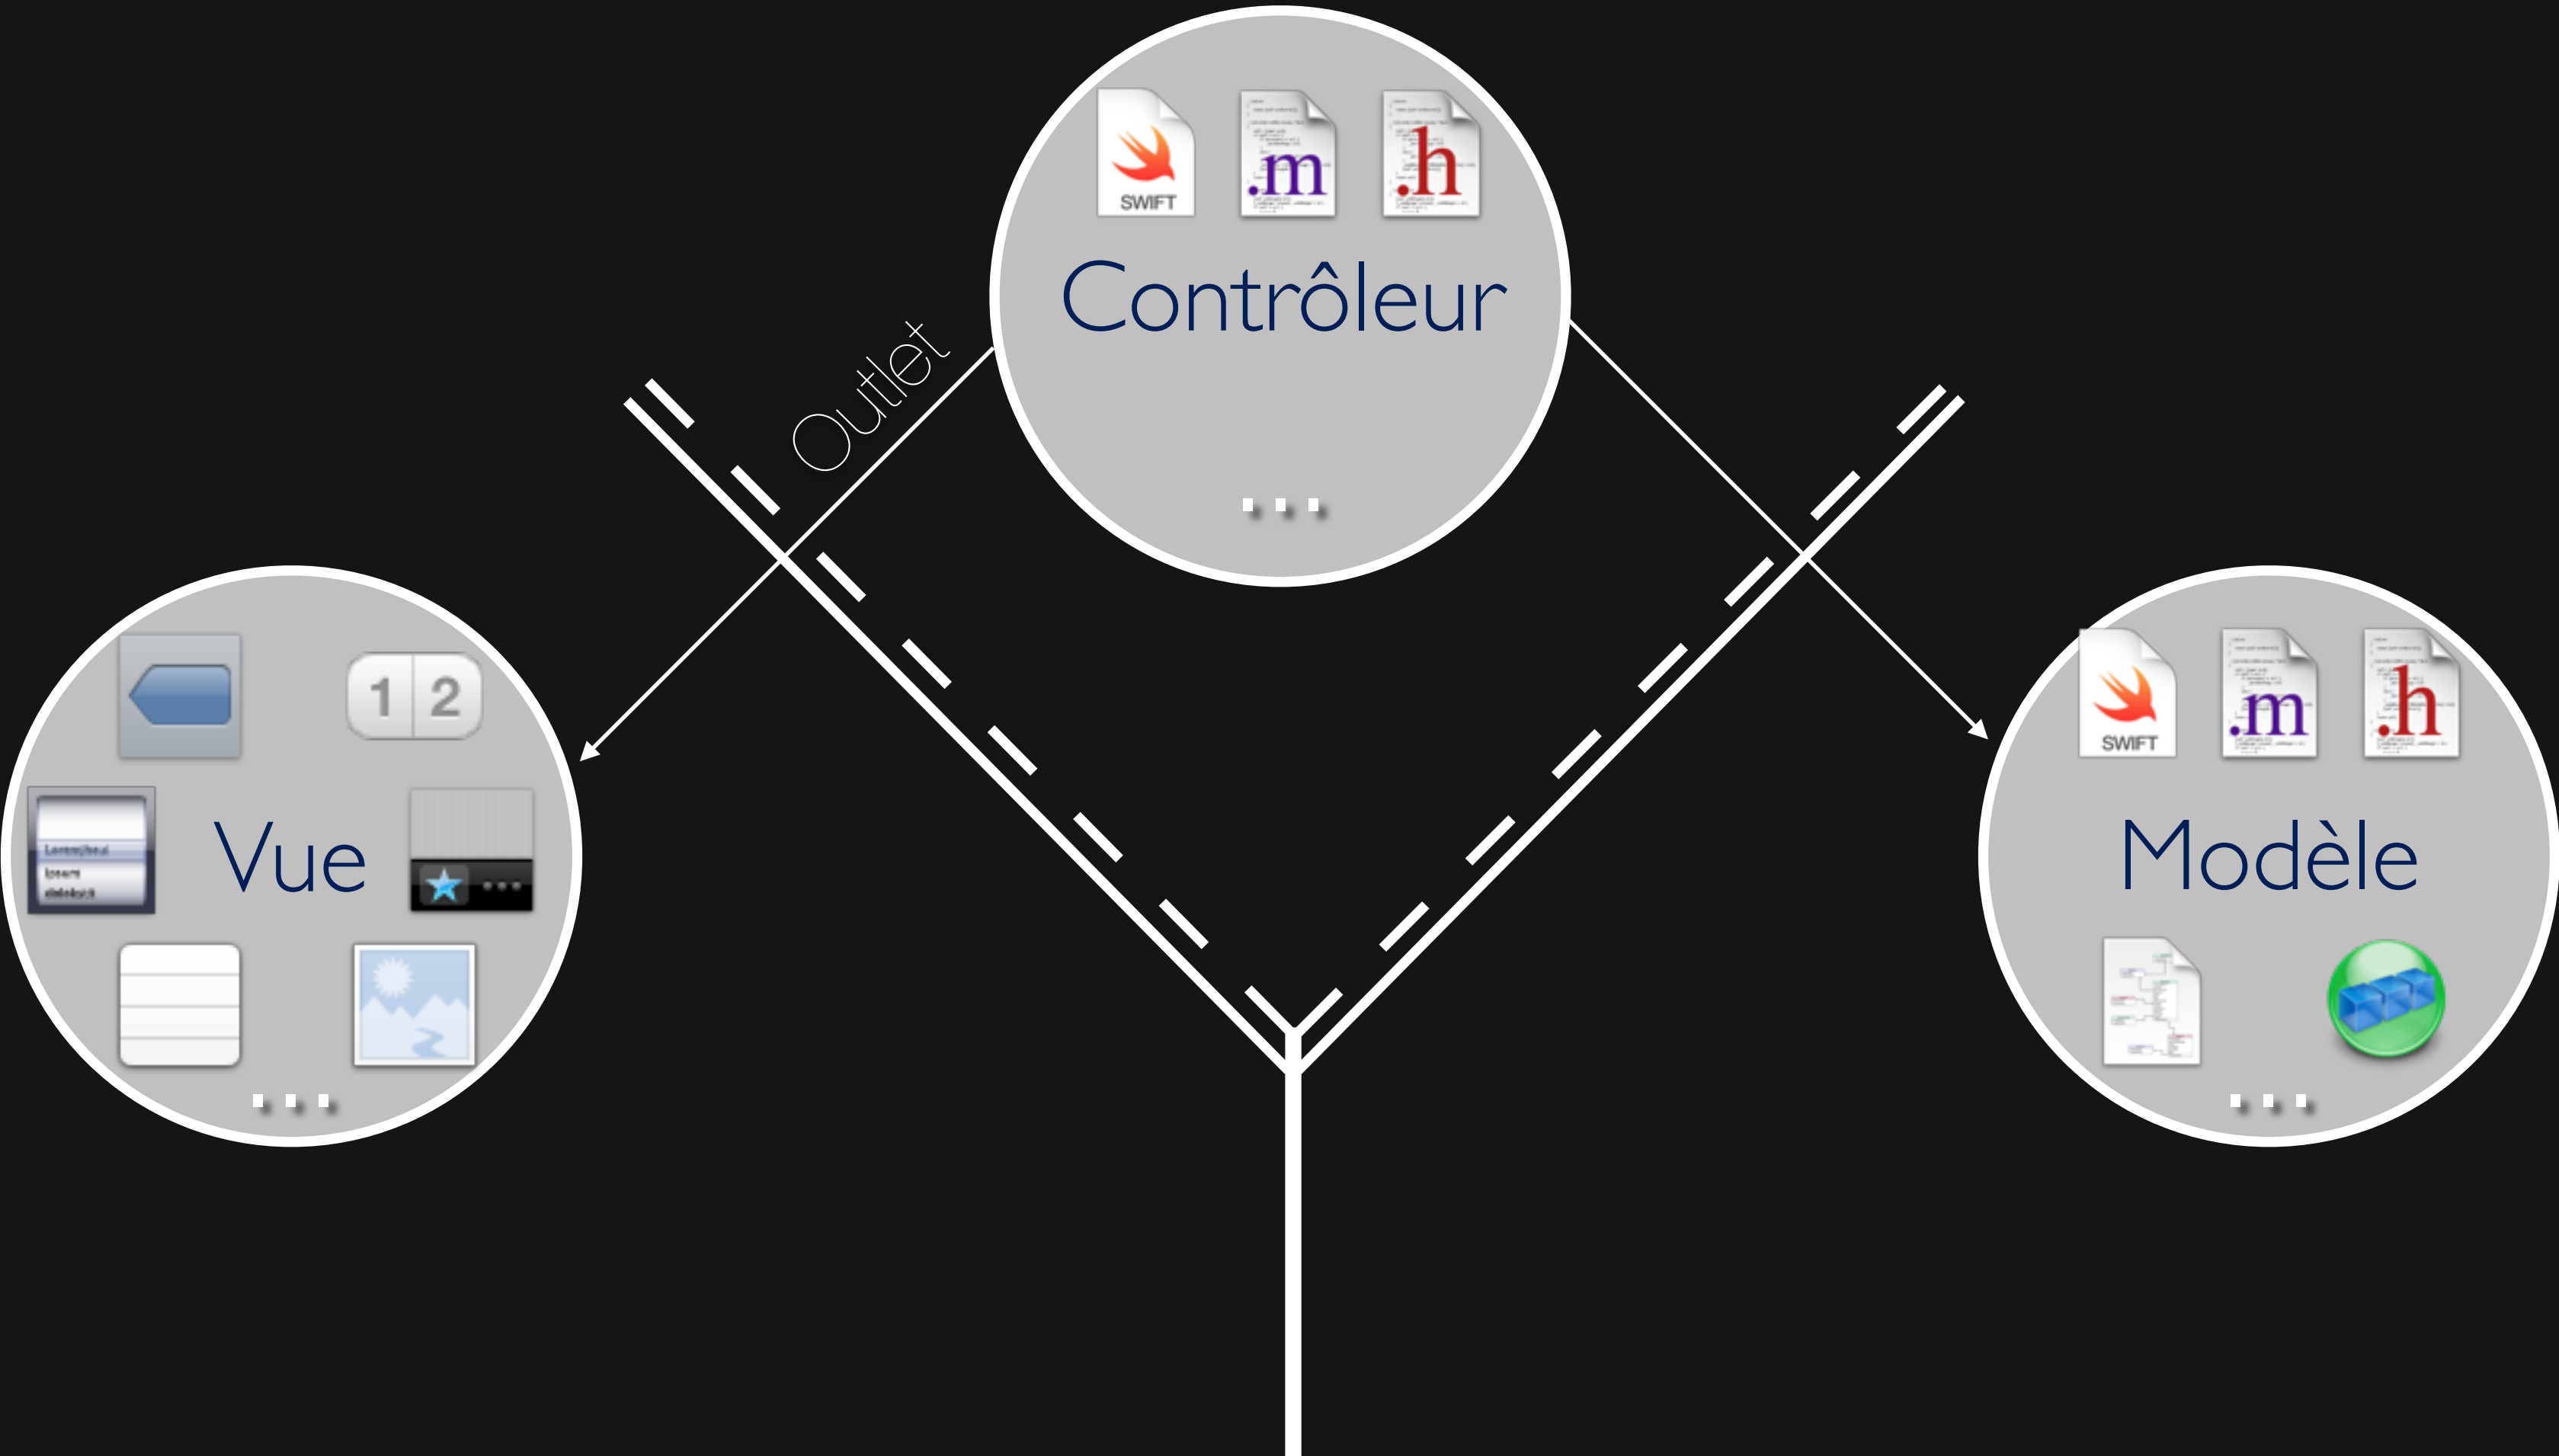 SWIFT
.m
.h
Contrôleur
...
Outlet
1 2
Vue
...
SWIFT
.m
.h
Modèle
...